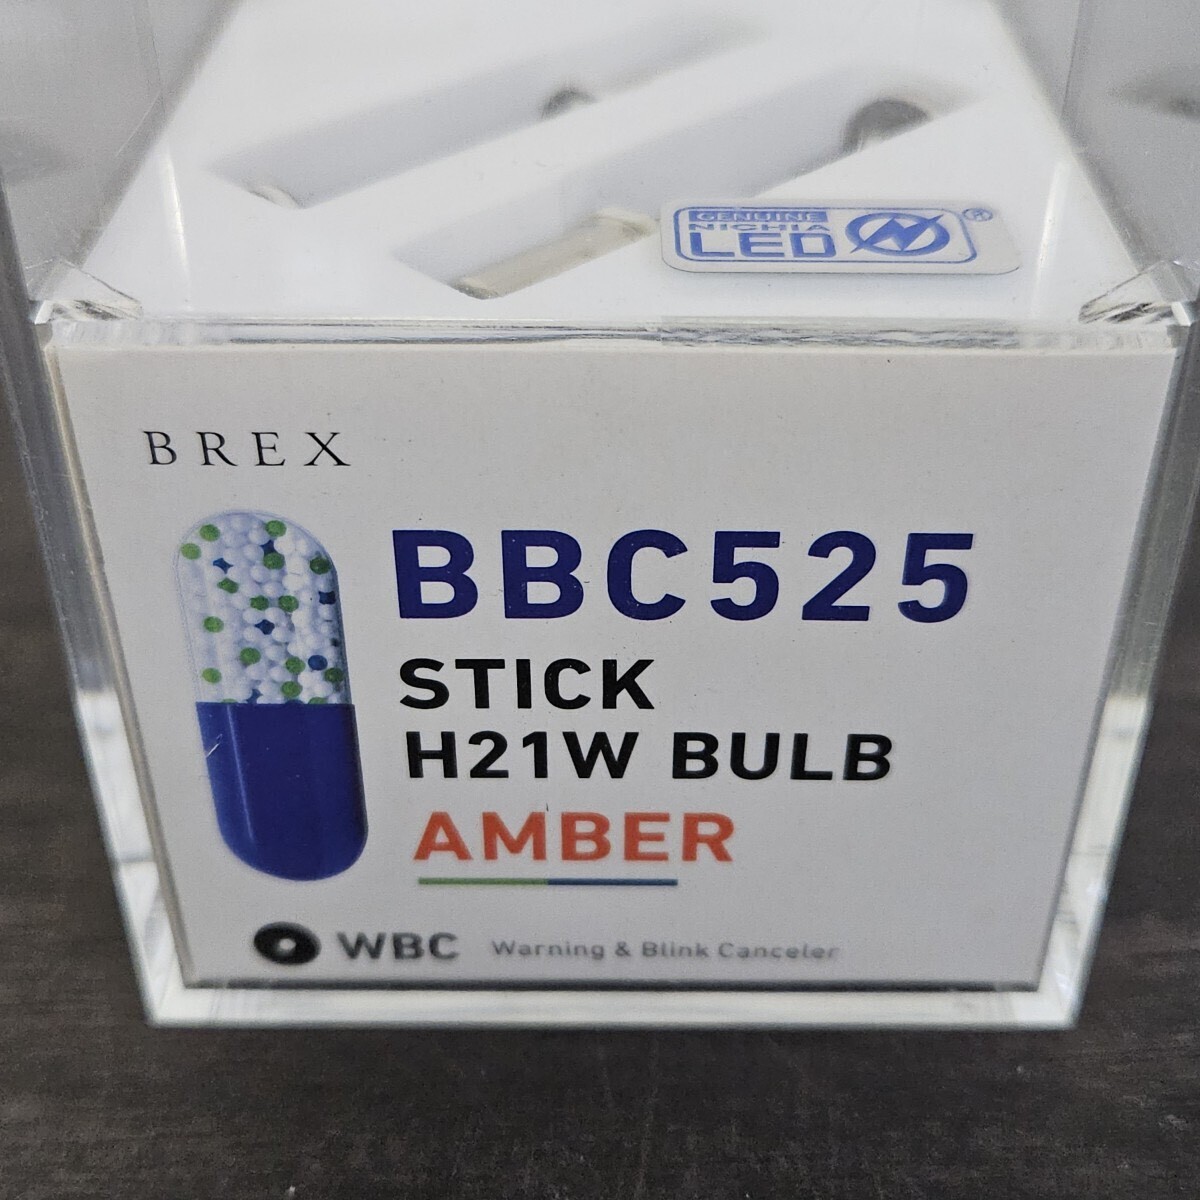 GENUINE
NICHIA
LED ®
BREX
BBC525
STICK
H21W BULB
AMBER
WBC Warning & Blink Canceler